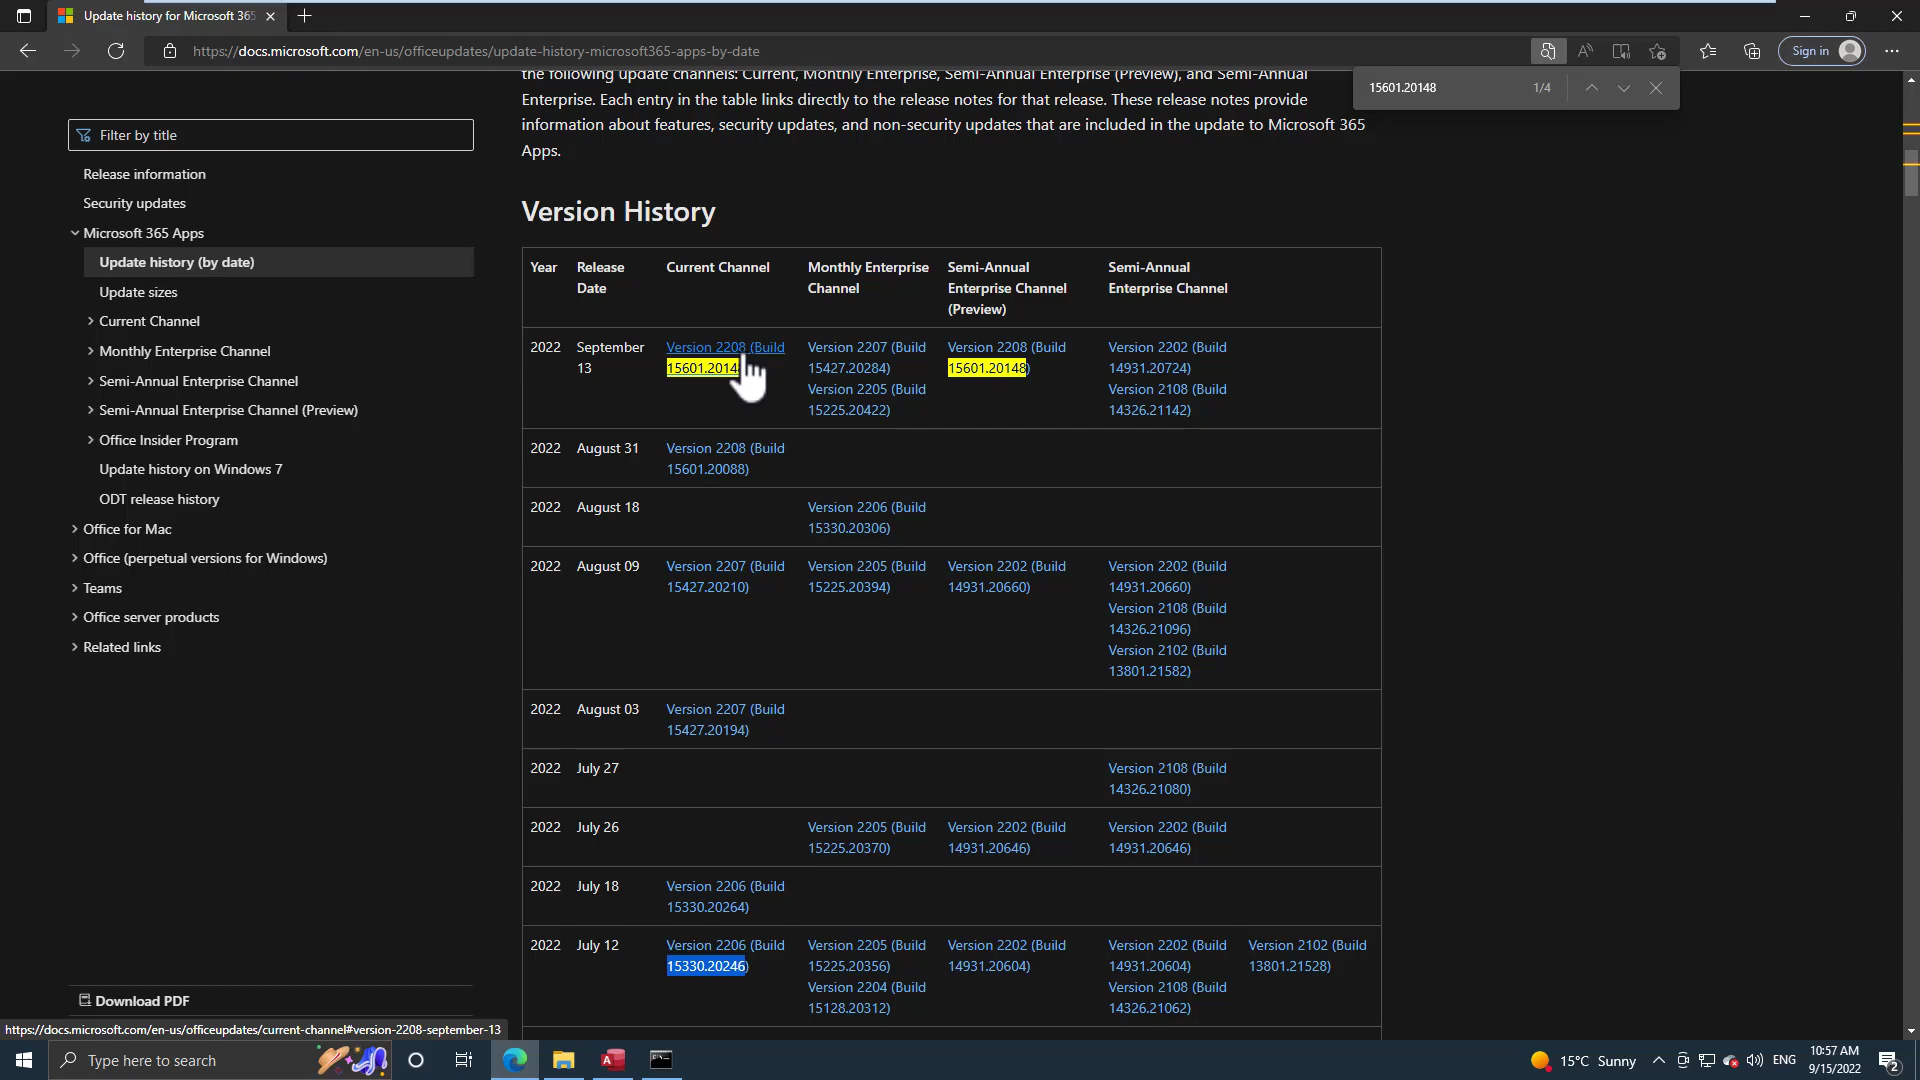 Update history for Microsoft 365
https://docs.microsoft.com/en-us/officeupdates/update-history-microsoft365-apps-by-date
Sign in
15601.20148
1/4
Filter by title
Release information
Security updates
Microsoft 365 Apps
Update history (by date)
Update sizes
Current Channel
Monthly Enterprise Channel
Semi-Annual Enterprise Channel
Semi-Annual Enterprise Channel (Preview)
Office Insider Program
Update history on Windows 7
ODT release history
Office for Mac
Office (perpetual versions for Windows)
Teams
Office server products
Related links
Download PDF
the following update channels: Current, Monthly Enterprise, Semi-Annual Enterprise (Preview), and Semi-Annual
Enterprise. Each entry in the table links directly to the release notes for that release. These release notes provide
information about features, security updates, and non-security updates that are included in the update to Microsoft 365
Apps.
Version History
Year Release Current Channel Monthly Enterprise Semi-Annual Semi-Annual
Date Channel Enterprise Channel Enterprise Channel
(Preview)
2022 September Version 2208 (Build Version 2207 (Build Version 2208 (Build Version 2202 (Build
13 15601.2014 15427.20284) 15601.20148) 14931.20724)
Version 2205 (Build Version 2108 (Build
15225.20422) 14326.21142)
2022 August 31 Version 2208 (Build
15601.20088)
2022 August 18 Version 2206 (Build
15330.20306)
2022 August 09 Version 2207 (Build Version 2205 (Build Version 2202 (Build Version 2202 (Build
15427.20210) 15225.20394) 14931.20660) 14931.20660)
Version 2108 (Build
14326.21096)
Version 2102 (Build
13801.21582)
2022 August 03 Version 2207 (Build
15427.20194)
2022 July 27 Version 2108 (Build
14326.21080)
2022 July 26 Version 2205 (Build Version 2202 (Build Version 2202 (Build
15225.20370) 14931.20646) 14931.20646)
2022 July 18 Version 2206 (Build
15330.20264)
2022 July 12 Version 2206 (Build Version 2205 (Build Version 2202 (Build Version 2202 (Build Version 2102 (Build
15330.20246) 15225.20356) 14931.20604) 14931.20604) 13801.21528)
Version 2204 (Build Version 2108 (Build
15128.20312) 14326.21062)
https://docs.microsoft.com/en-us/officeupdates/current-channel#version-2208-september-13
Type here to search
15°C Sunny
ENG
10:57 AM
9/15/2022
2